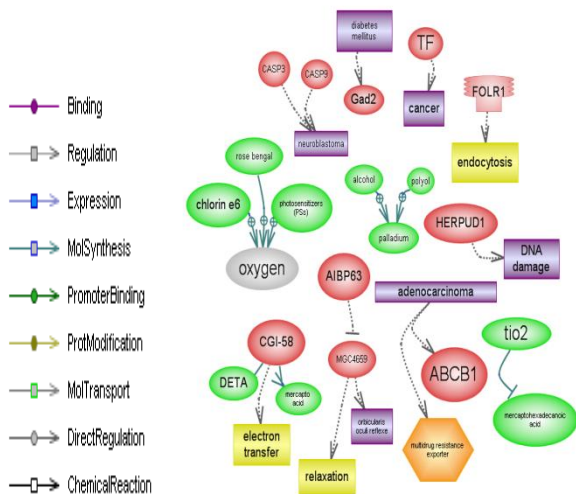 Binding
Regulation
Expression
MolSynthesis
PromoterBinding
ProtModification
MolTransport
DirectRegulation
ChemicalReaction
diabetes
mellitus
TF
CASP3
CASP9
Gad2
cancer
FOLR1
neuroblastoma
endocytosis
rose bengal
alcohol
polyol
chlorin e6
photosensitizers
(PSs)
palladium
HERPUD1
oxygen
DNA
damage
AIBP63
adenocarcinoma
tio2
CGI-58
MGC4659
ABCB1
DETA
mercapto
acid
mercaptohexadecanoic
acid
orbicularis
oculi reflexe
electron
transfer
multidrug resistance
exporter
relaxation